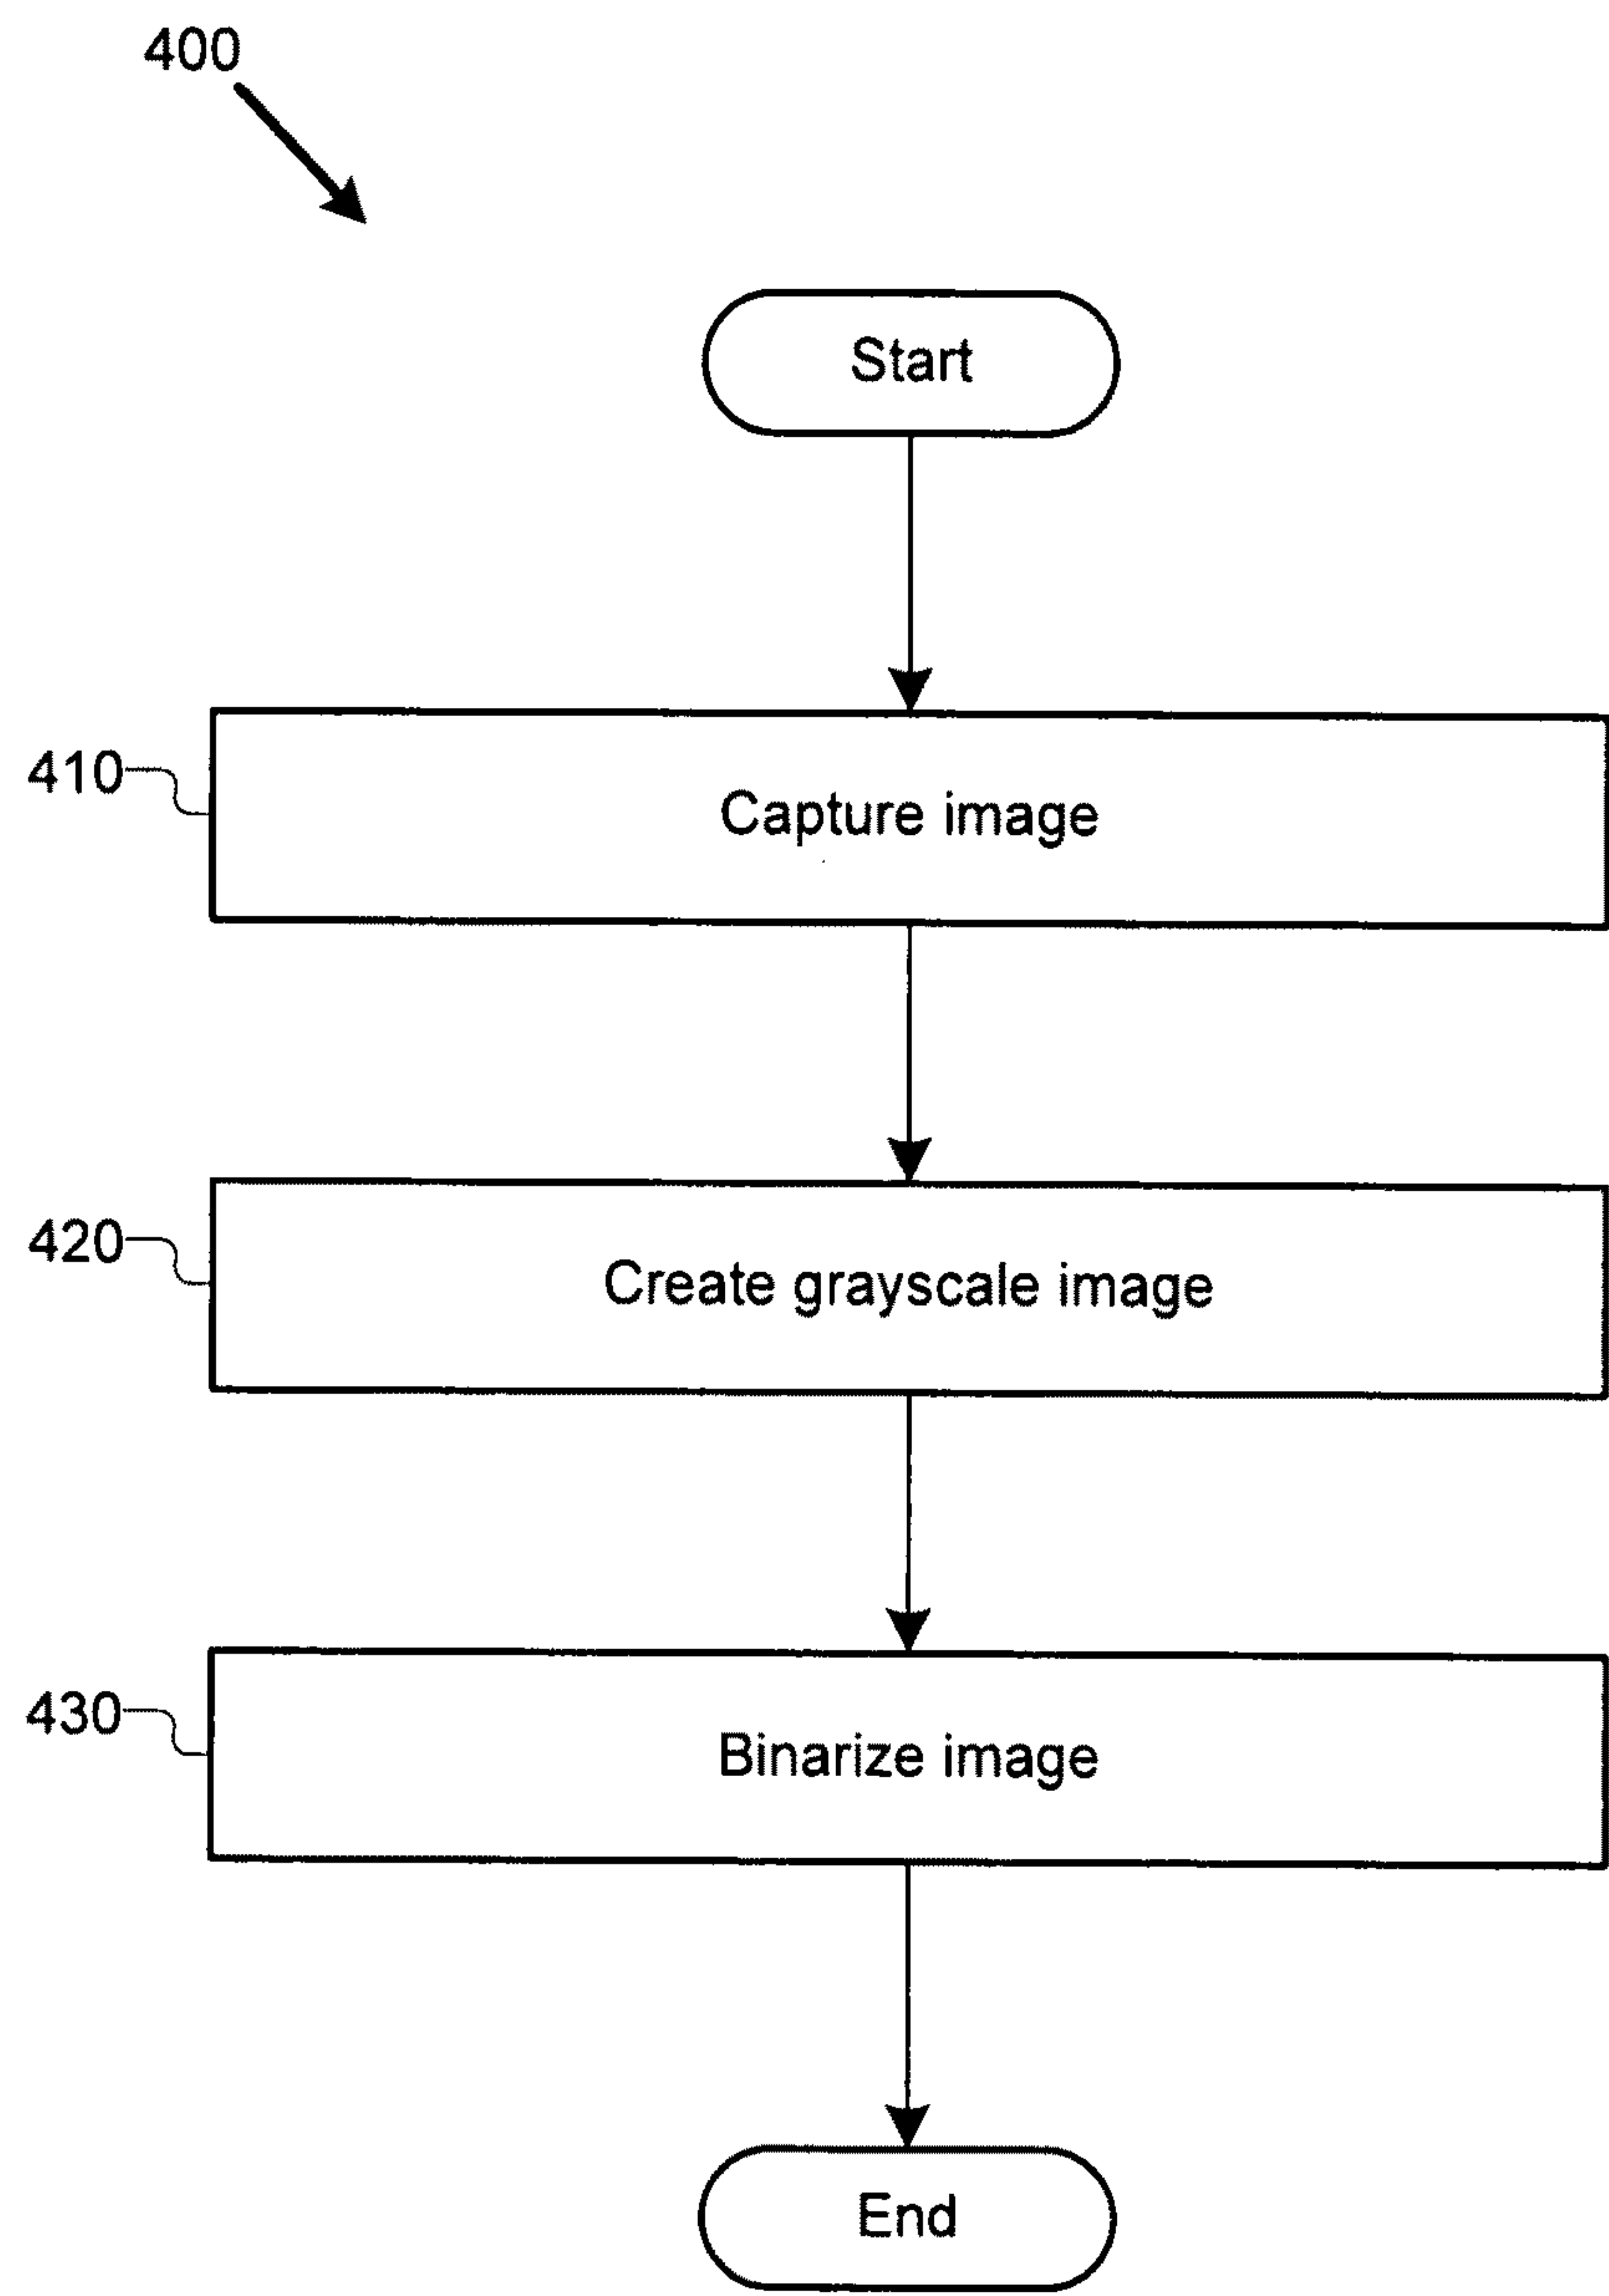 400
Start
410
Capture image
420
Create grayscale image
430
Binarize image
End